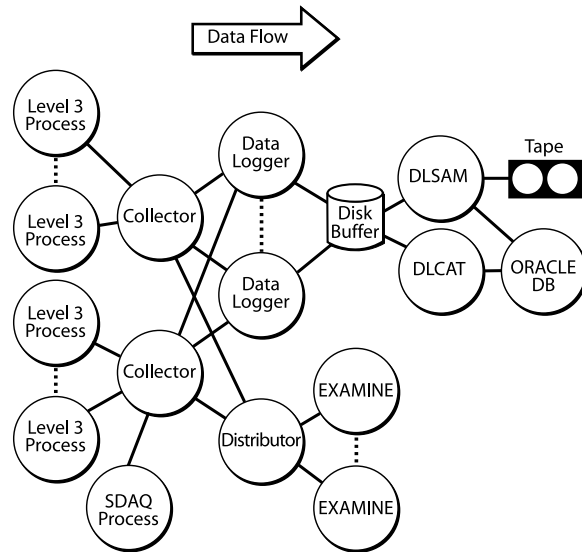 Data Flow
Level 3
Process
Level 3
Process
Level 3
Process
Level 3
Process
SDAQ
Process
Collector
Collector
Data
Logger
Data
Logger
Distributor
Disk
Buffer
EXAMINE
EXAMINE
DLSAM
DLCAT
Tape
ORACLE
DB